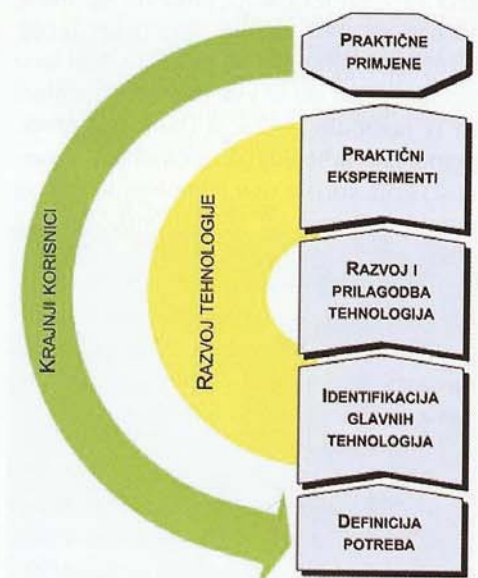 PRAKTIČNE
PRIMJENE
PRAKTIČNI
EKSPERIMENTI
RAZVOJ I
PRILAGODBA
TEHNOLOGIJA
IDENTIFIKACIJA
GLAVNIH
TEHNOLOGIJA
DEFINICIJA
POTREBA
KRAJNJI KORISNICI
RAZVOJ TEHNOLOGIJE